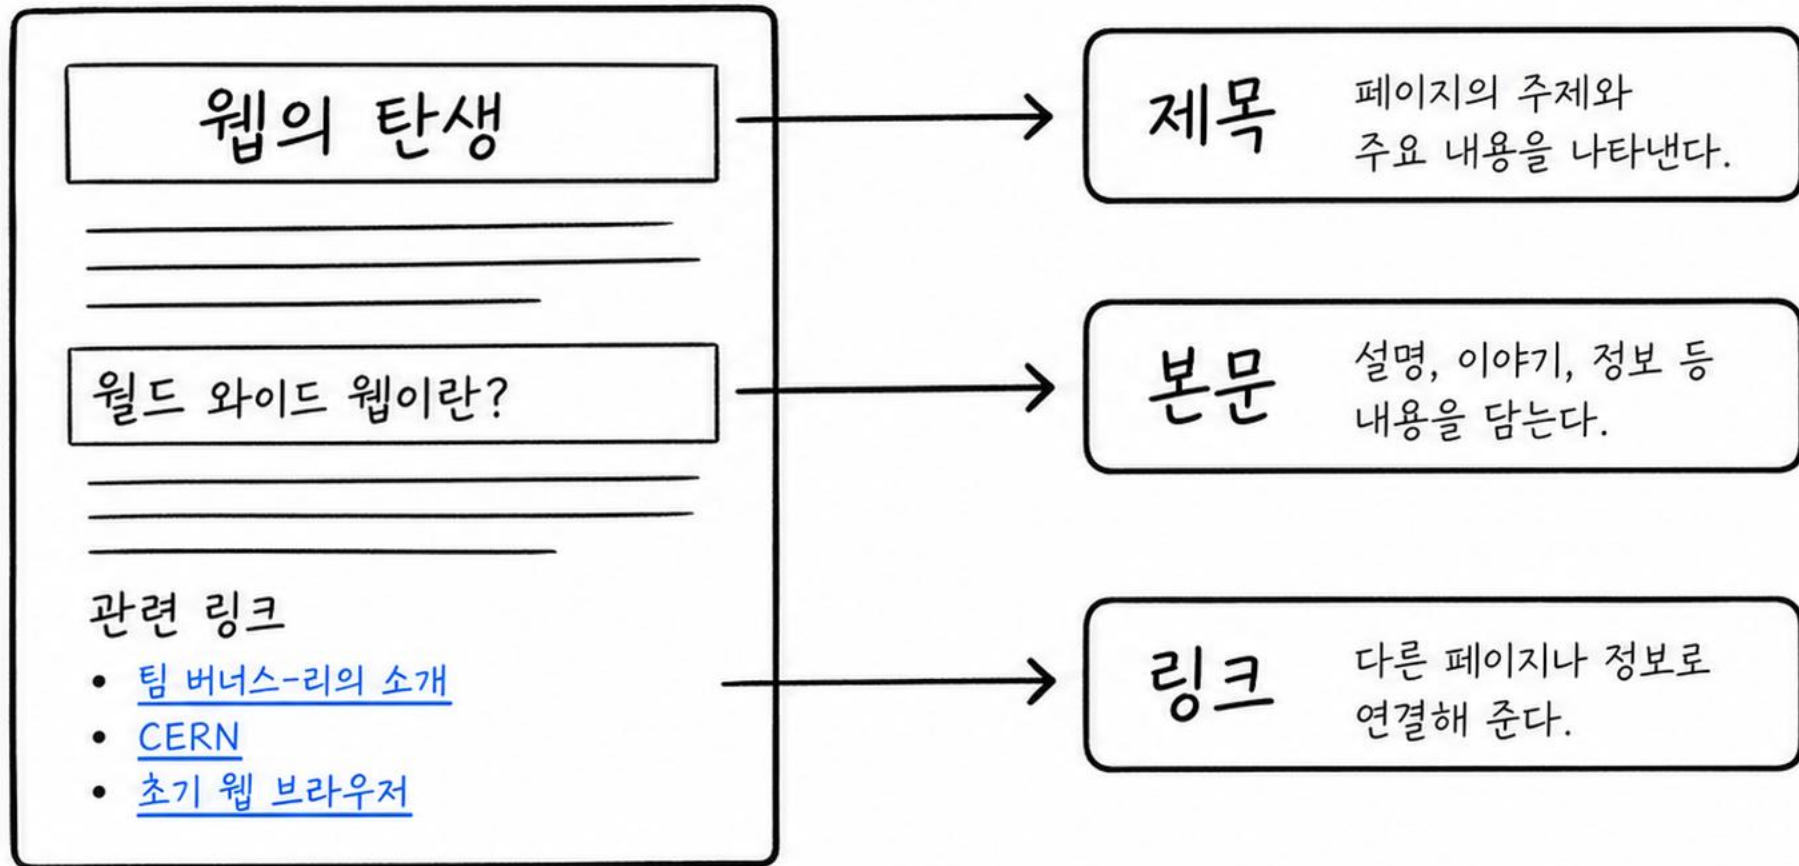 웹의 탄생
월드 와이드 웹이란?
관련 링크
• 팀 버너스-리의 소개
• CERN
• 초기 웹 브라우저
제목
페이지의 주제와
주요 내용을 나타낸다.
본문
설명, 이야기, 정보 등
내용을 담는다.
링크
다른 페이지나 정보로
연결해 준다.